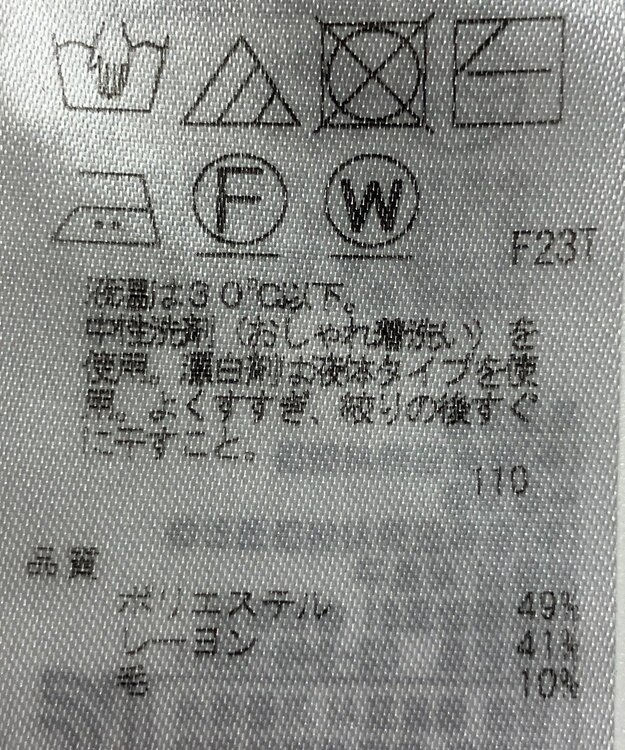 F
W
F23T
液温は30℃以下。
中性洗剤（おしゃれ着洗い）を
使用。漂白剤は液体タイプを使
用。よくすすぎ、絞りの後すぐ
に干すこと。
110
品質
ポリエステル 49%
レーヨン 41%
毛 10%